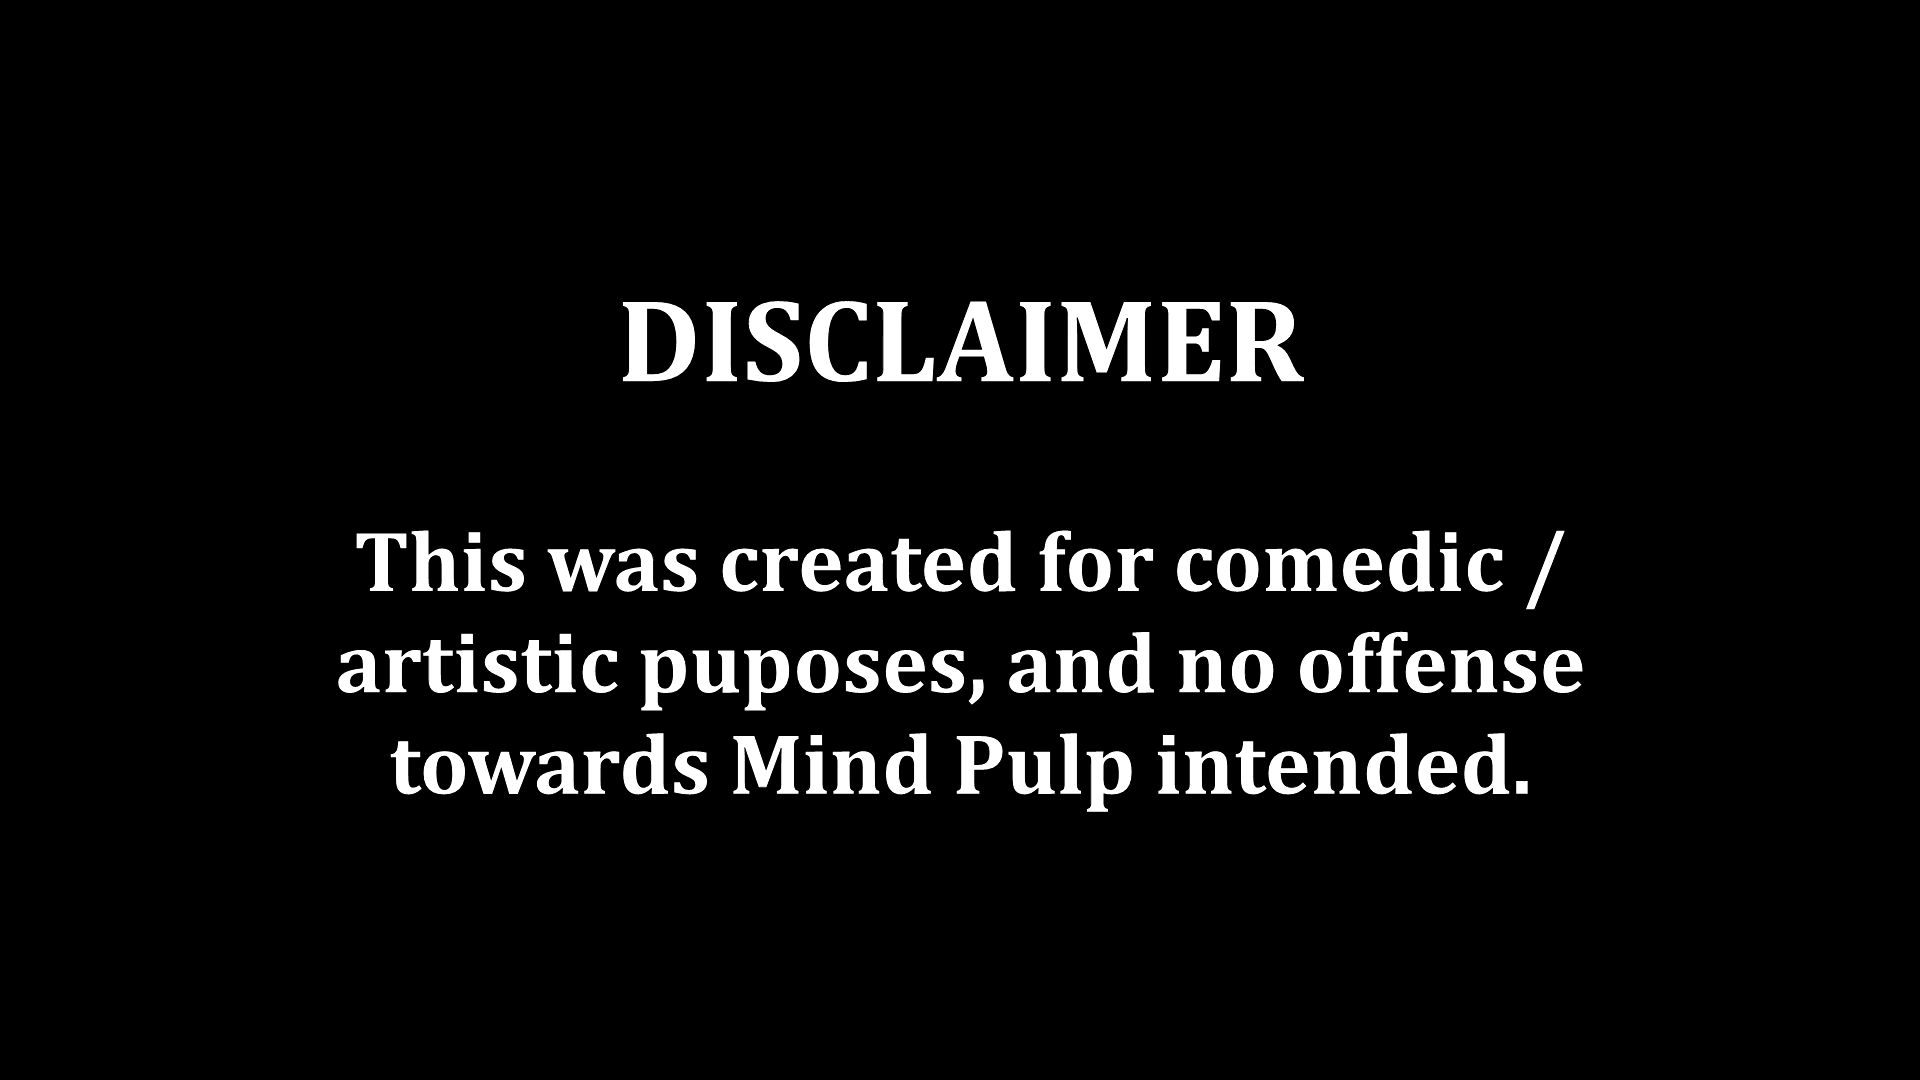 DISCLAIMER
This was created for comedic /
artistic puposes, and no offense
towards Mind Pulp intended.